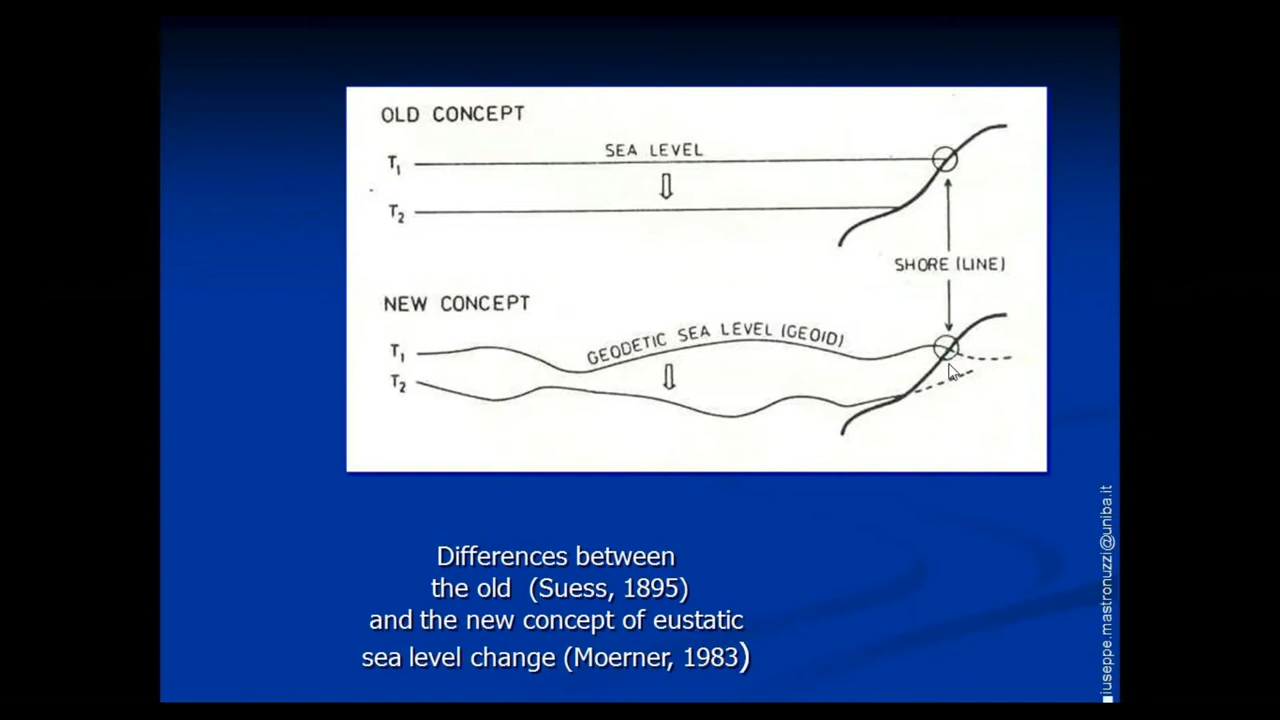 OLD CONCEPT
T1
SEA LEVEL
T2
SHORE (LINE)
NEW CONCEPT
GEODETIC SEA LEVEL (GEOID)
T1
T2
Differences between
the old (Suess, 1895)
and the new concept of eustatic
sea level change (Moerner, 1983)
iuseppe.mastronuzzi@uniba.it